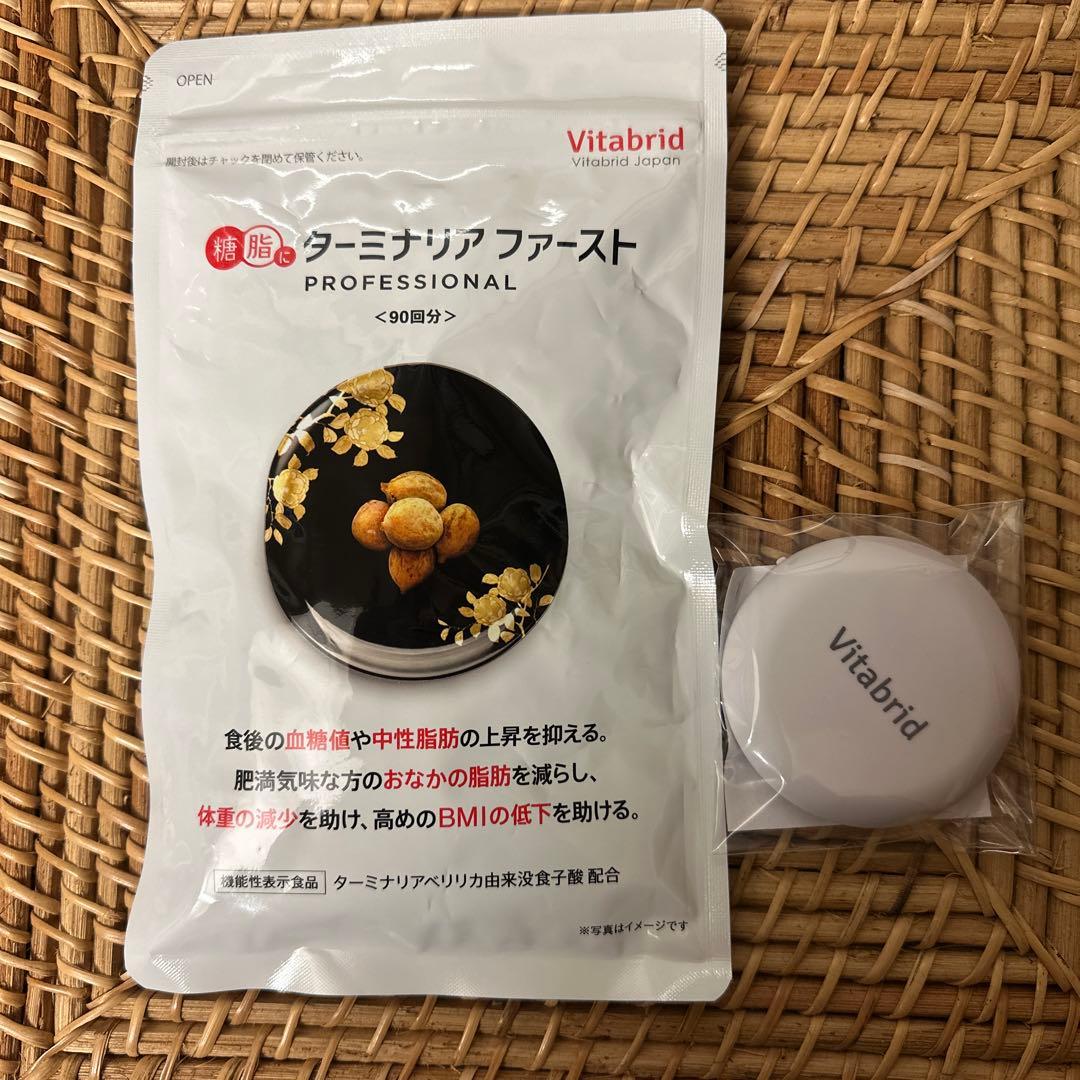 OPEN
開封後はチャックを閉めて保管ください。
Vitabrid
Vitabrid Japan
糖脂に ターミナリア ファースト
PROFESSIONAL
<90回分>
食後の血糖値や中性脂肪の上昇を抑える。
肥満気味な方のおなかの脂肪を減らし、
体重の減少を助け、高めのBMIの低下を助ける。
機能性表示食品 ターミナリアベリリカ由来没食子酸 配合
※写真はイメージです
Vitabrid